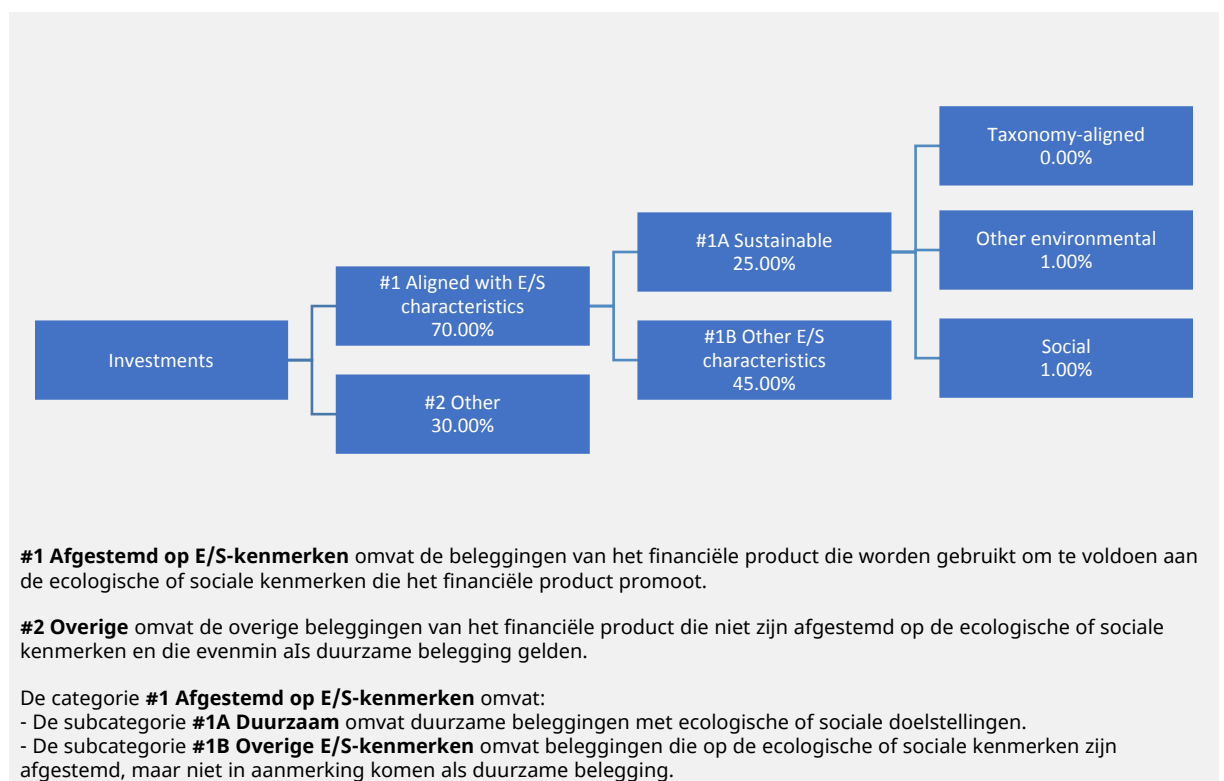 Taxonomy-aligned
0.00%
#1A Sustainable
25.00%
Other environmental
1.00%
#1 Aligned with E/S
characteristics
70.00%
Investments
#1B Other E/S
characteristics
45.00%
Social
1.00%
#2 Other
30.00%
#1 Afgestemd op E/S-kenmerken omvat de beleggingen van het financiële product die worden gebruikt om te voldoen aan
de ecologische of sociale kenmerken die het financiële product promoot.
#2 Overige omvat de overige beleggingen van het financiële product die niet zijn afgestemd op de ecologische of sociale
kenmerken en die evenmin aIs duurzame belegging gelden.
De categorie #1 Afgestemd op E/S-kenmerken omvat:
- De subcategorie #1A Duurzaam omvat duurzame beleggingen met ecologische of sociale doelstellingen.
- De subcategorie #1B Overige E/S-kenmerken omvat beleggingen die op de ecologische of sociale kenmerken zijn
afgestemd, maar niet in aanmerking komen als duurzame belegging.